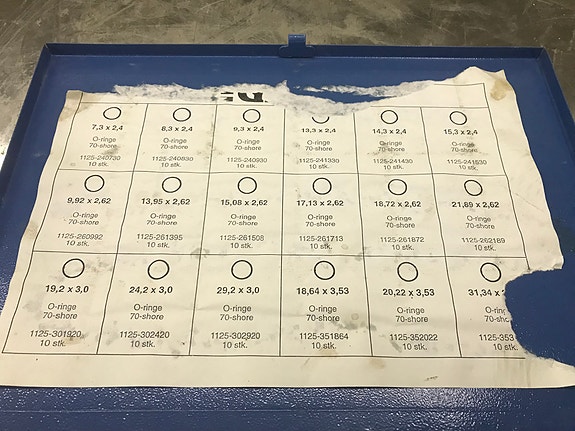 7,3 x 2,4
O-ringe
70-shore
1125-240730
10 stk.
8,3 x 2,4
O-ringe
70-shore
1125-240830
10 stk.
9,3 x 2,4
O-ringe
70-shore
1125-240930
10 stk.
13,3 x 2,4
O-ringe
70-shore
1125-241330
10 stk.
14,3 x 2,4
O-ringe
70-shore
1125-241430
10 stk.
15,3 x 2,4
O-ringe
70-shore
1125-241530
10 stk.
9,92 x 2,62
O-ringe
70-shore
1125-260992
10 stk.
13,95 x 2,62
O-ringe
70-shore
1125-261395
10 stk.
15,08 x 2,62
O-ringe
70-shore
1125-261508
10 stk.
17,13 x 2,62
O-ringe
70-shore
1125-261713
10 stk.
18,72 x 2,62
O-ringe
70-shore
1125-261872
10 stk.
21,89 x 2,62
O-ringe
70-shore
1125-262189
10 stk.
19,2 x 3,0
O-ringe
70-shore
1125-301920
10 stk.
24,2 x 3,0
O-ringe
70-shore
1125-302420
10 stk.
29,2 x 3,0
O-ringe
70-shore
1125-302920
10 stk.
18,64 x 3,53
O-ringe
70-shore
1125-351864
10 stk.
20,22 x 3,53
O-ringe
70-shore
1125-352022
10 stk.
31,34 x
O-ringe
70-shore
1125-353
10 stk.